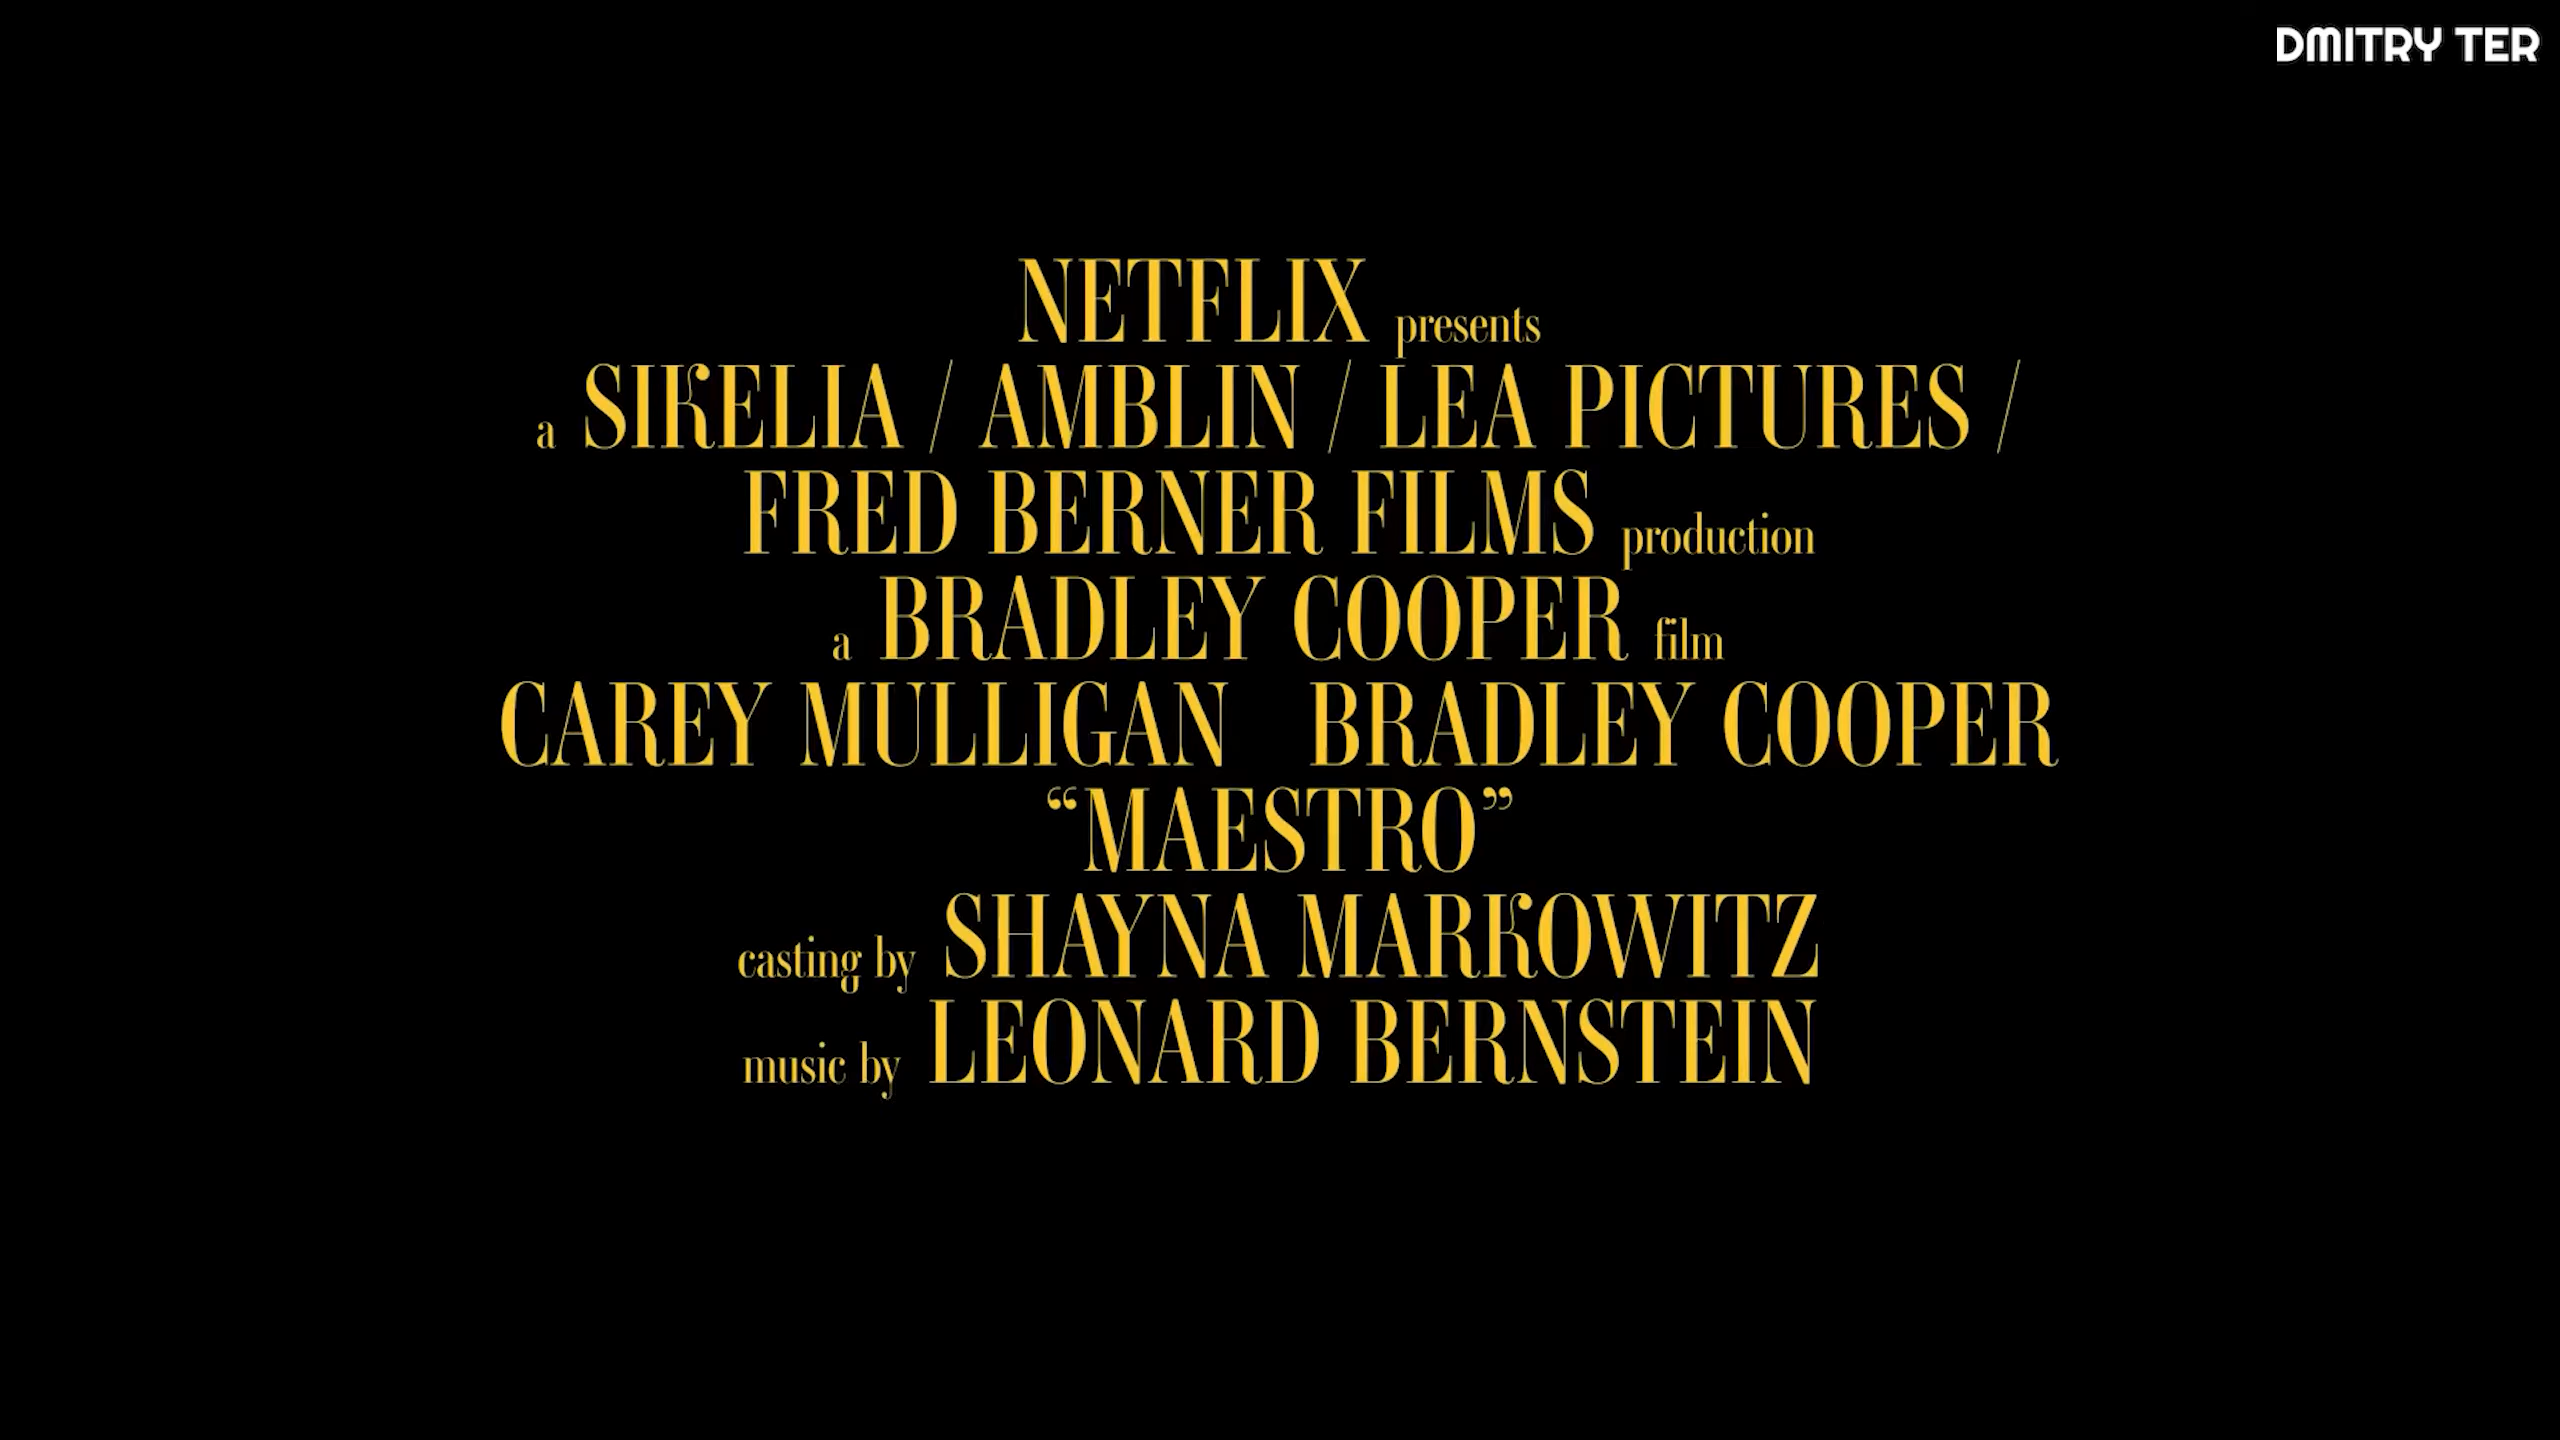 DMITRY TER
NETFLIX presents
a SIKELIA / AMBLIN / LEA PICTURES /
FRED BERNER FILMS production
a BRADLEY COOPER film
CAREY MULLIGAN BRADLEY COOPER
“MAESTRO”
casting by SHAYNA MARKOWITZ
music by LEONARD BERNSTEIN